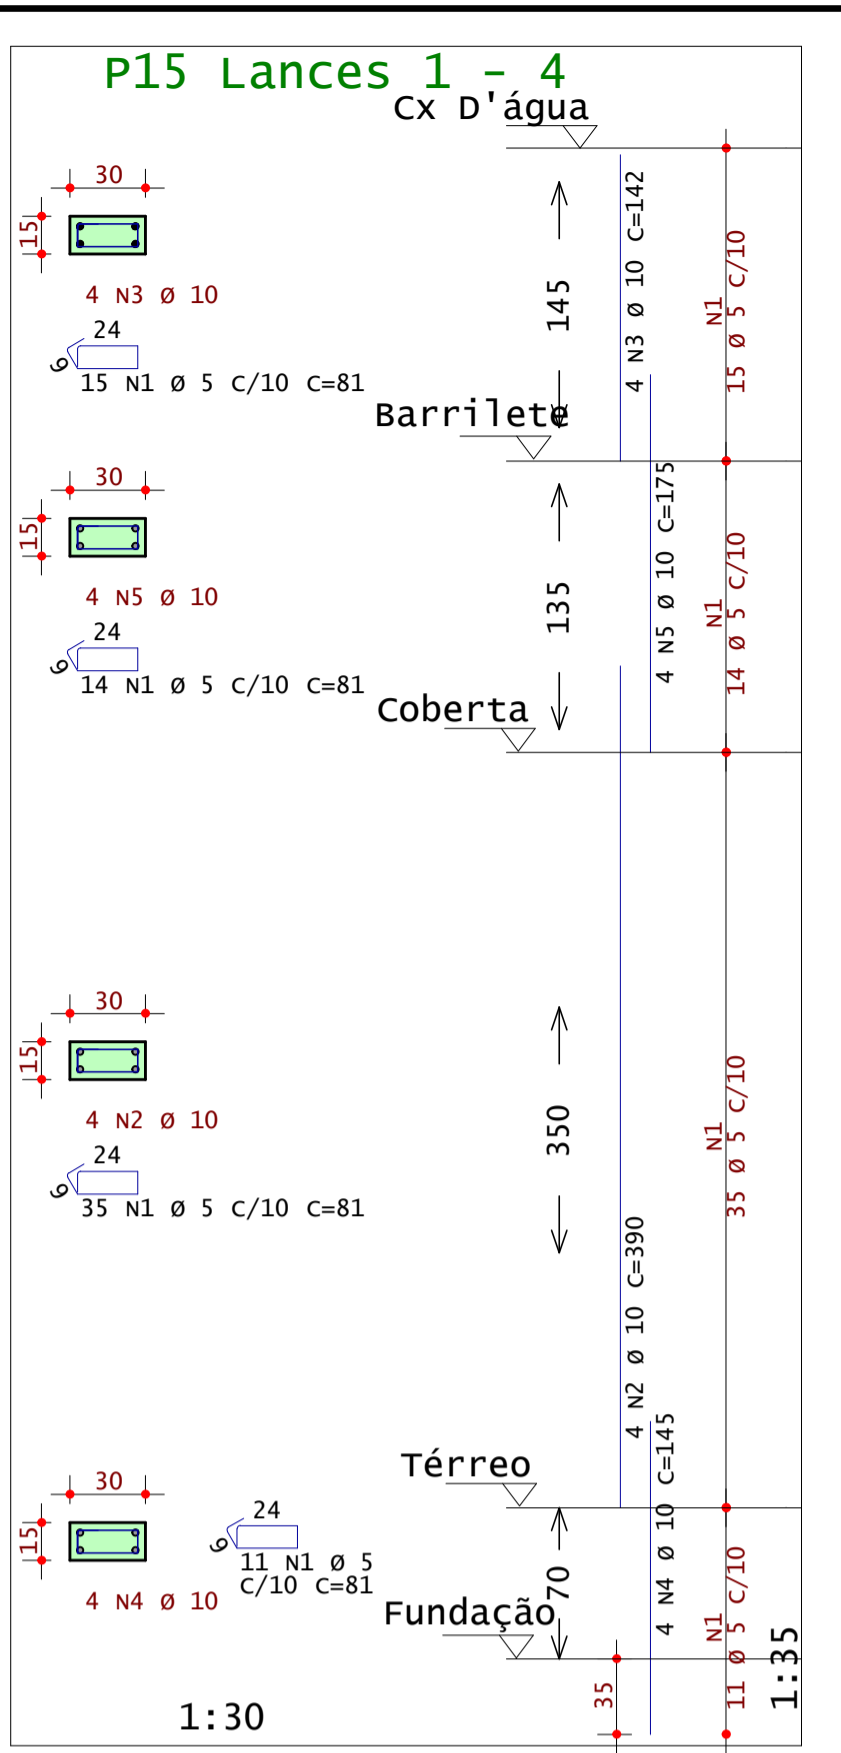 P15 Lances 1 - 4
Cx D'água
30
15
4 N3 Ø 10
24
9
15 N1 Ø 5 C/10 C=81
145
4 N3 Ø 10 C=142
N1
15 Ø 5 C/10
Barrilete
30
15
4 N5 Ø 10
24
9
14 N1 Ø 5 C/10 C=81
135
4 N5 Ø 10 C=175
N1
14 Ø 5 C/10
Coberta
30
15
4 N2 Ø 10
24
9
35 N1 Ø 5 C/10 C=81
350
4 N2 Ø 10 C=390
N1
35 Ø 5 C/10
Térreo
30
15
4 N4 Ø 10
24
9
11 N1 Ø 5
C/10 C=81
70
4 N4 Ø 10 C=145
N1
11 Ø 5 C/10
Fundação
35
1:30
1:35